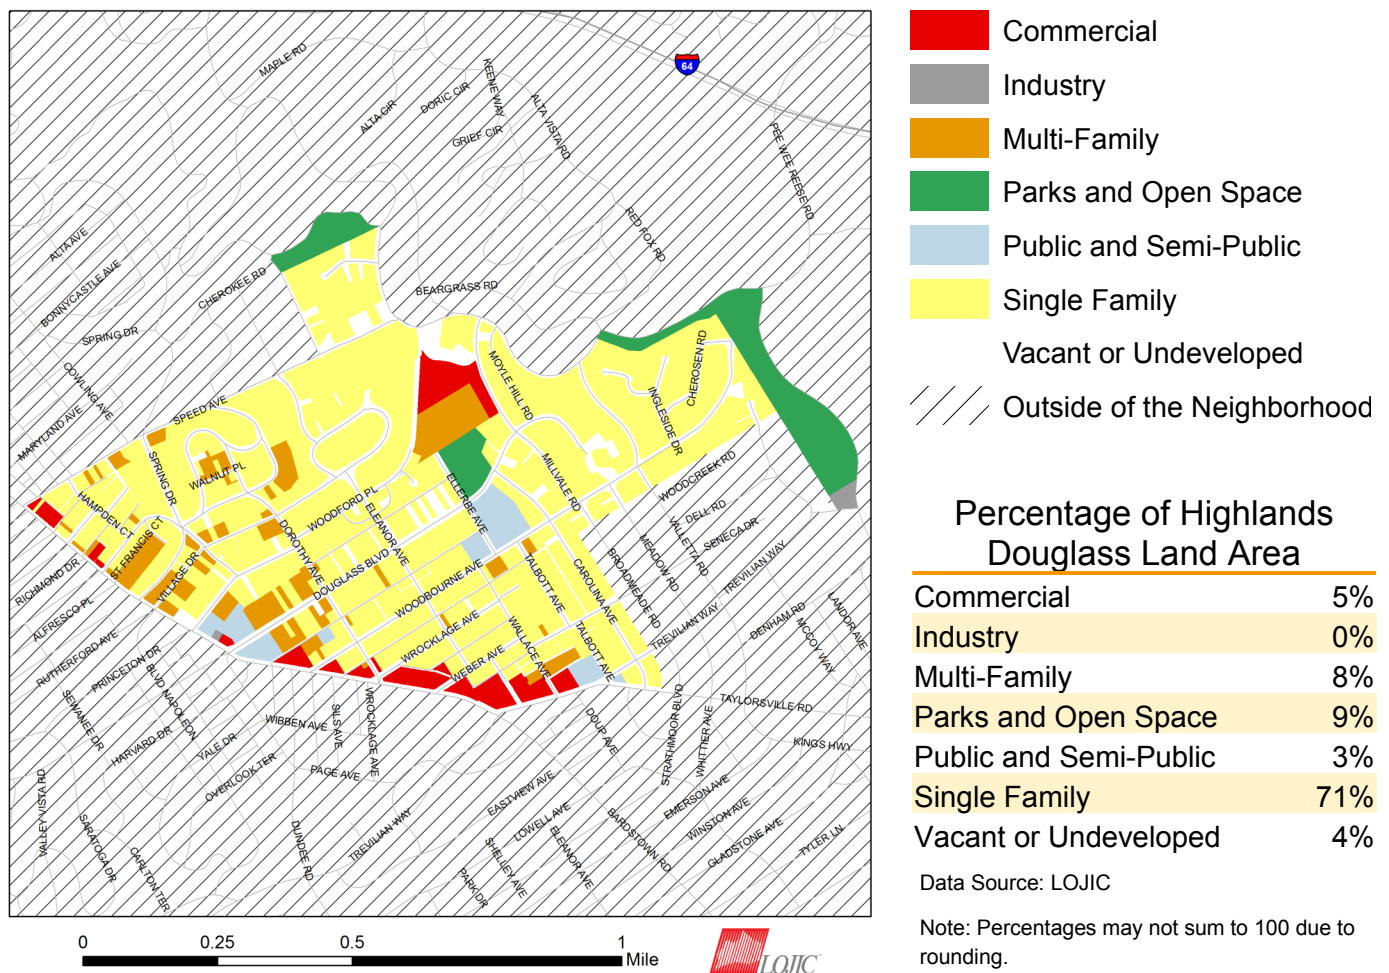 64
MAPLE RD
KEENE WAY
DORIC CIR
ALTA CIR
ALTA VISTA RD
GRIEF CIR
PEE WEE REESE RD
RED FOX RD
ALTA AVE
BONNYCASTLE AVE
CHEROKEE RD
BEARGRASS RD
SPRING DR
COWLING AVE
MARYLAND AVE
SPEED AVE
MOYLE HILL RD
CHEROSEN RD
INGLESIDE DR
SPRING DR
WALNUT PL
HAMPDEN CT
ST FRANCIS CT
WOODFORD PL
ELLERBE AVE
MILLVALE RD
WOODCREEK RD
DELL RD
VALLETTA RD
SENECA DR
DOROTHY AVE
ELEANOR AVE
DOUGLASS BLVD
VILLAGE DR
RICHMOND DR
ALFRESCO PL
WOODBOURNE AVE
TALBOTT AVE
CAROLINA AVE
BROADMEADE RD
MEADOW RD
TREVILIAN WAY
TREVILIAN WAY
DENHAM RD
MCCOY WAY
LANDOR AVE
RUTHERFORD AVE
PRINCETON DR
BLVD NAPOLEON
SEWANEE DR
HARVARD DR
YALE DR
OVERLOOK TER
WROCKLAGE AVE
WEBER AVE
WALLACE AVE
TALBOTT AVE
WIBBEN AVE
SILS AVE
WROCKLAGE AVE
PAGE AVE
DOUP AVE
STRATHMOOR BLVD
WHITTIER AVE
TAYLORSVILLE RD
KINGS HWY
VALLEY VISTA RD
SARATOGA DR
CARLTON TER
DUNDEE RD
TREVILIAN WAY
EASTVIEW AVE
LOWELL AVE
SHELLEY AVE
ELEANOR AVE
PARK DR
BARDSTOWN RD
EMERSON AVE
WINSTON AVE
GLADSTONE AVE
TYLER LN
0 0.25 0.5 1
Mile
LOJIC
Commercial
Industry
Multi-Family
Parks and Open Space
Public and Semi-Public
Single Family
Vacant or Undeveloped
Outside of the Neighborhood
Percentage of Highlands
Douglass Land Area
Commercial 5%
Industry 0%
Multi-Family 8%
Parks and Open Space 9%
Public and Semi-Public 3%
Single Family 71%
Vacant or Undeveloped 4%
Data Source: LOJIC
Note: Percentages may not sum to 100 due to
rounding.